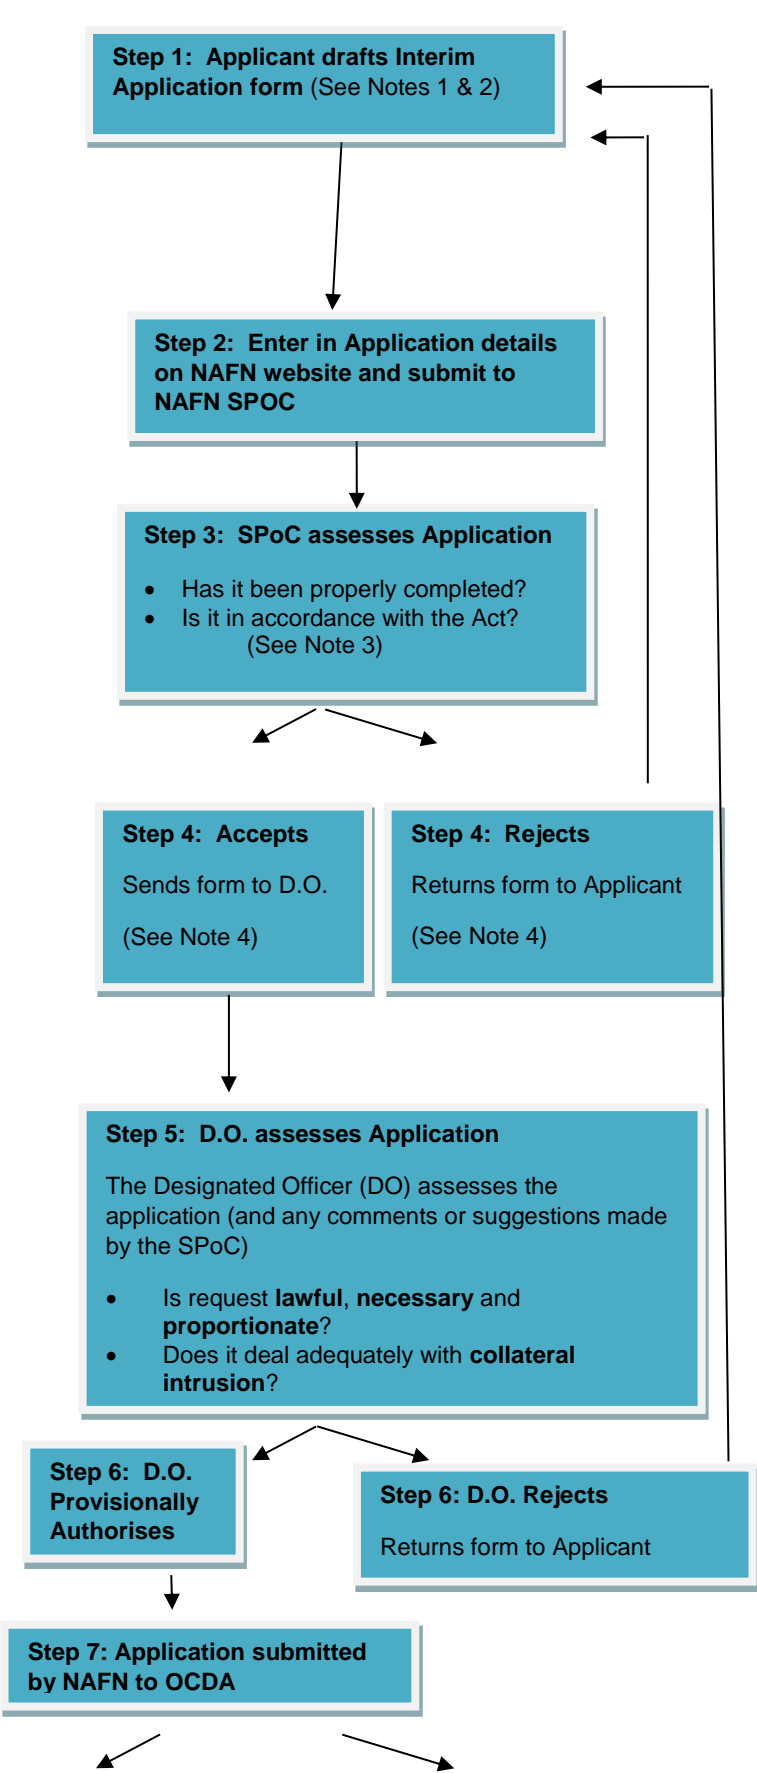 Step 1:  Applicant drafts Interim
Application form (See Notes 1 & 2)
Step 2:  Enter in Application details
on NAFN website and submit to
NAFN SPOC
Step 3:  SPoC assesses Application
• Has it been properly completed?
• Is it in accordance with the Act?
(See Note 3)
Step 4:  Accepts
Sends form to D.O.
(See Note 4)
Step 4:  Rejects
Returns form to Applicant
(See Note 4)
Step 5:  D.O. assesses Application
The Designated Officer (DO) assesses the
application (and any comments or suggestions made
by the SPoC)
• Is request lawful, necessary and
proportionate?
• Does it deal adequately with collateral
intrusion?
Step 6:  D.O.
Provisionally
Authorises
Step 6: D.O. Rejects
Returns form to Applicant
Step 7: Application submitted
by NAFN to OCDA